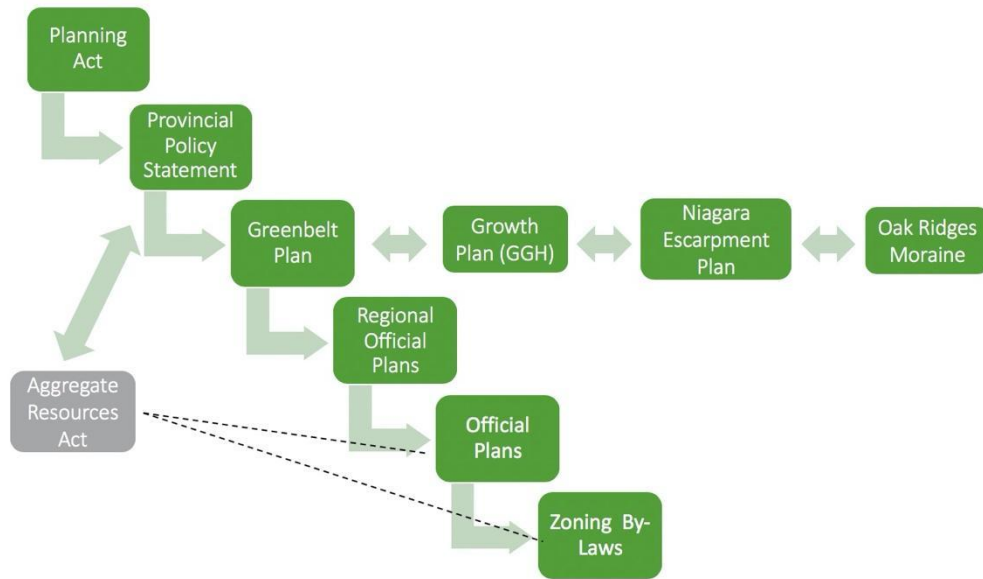 Planning
Act
Provincial
Policy
Statement
Greenbelt
Plan
Growth
Plan (GGH)
Niagara
Escarpment
Plan
Oak Ridges
Moraine
Regional
Official
Plans
Aggregate
Resources
Act
Official
Plans
Zoning By-
Laws